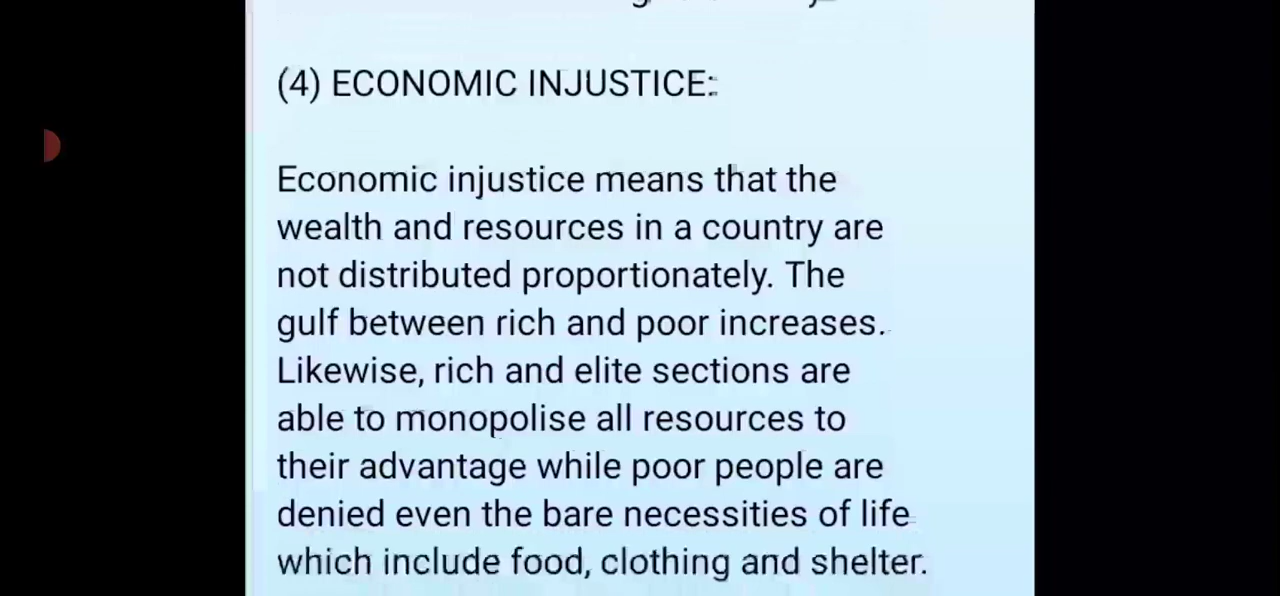 (4) ECONOMIC INJUSTICE:
Economic injustice means that the
wealth and resources in a country are
not distributed proportionately. The
gulf between rich and poor increases.
Likewise, rich and elite sections are
able to monopolise all resources to
their advantage while poor people are
denied even the bare necessities of life
which include food, clothing and shelter.